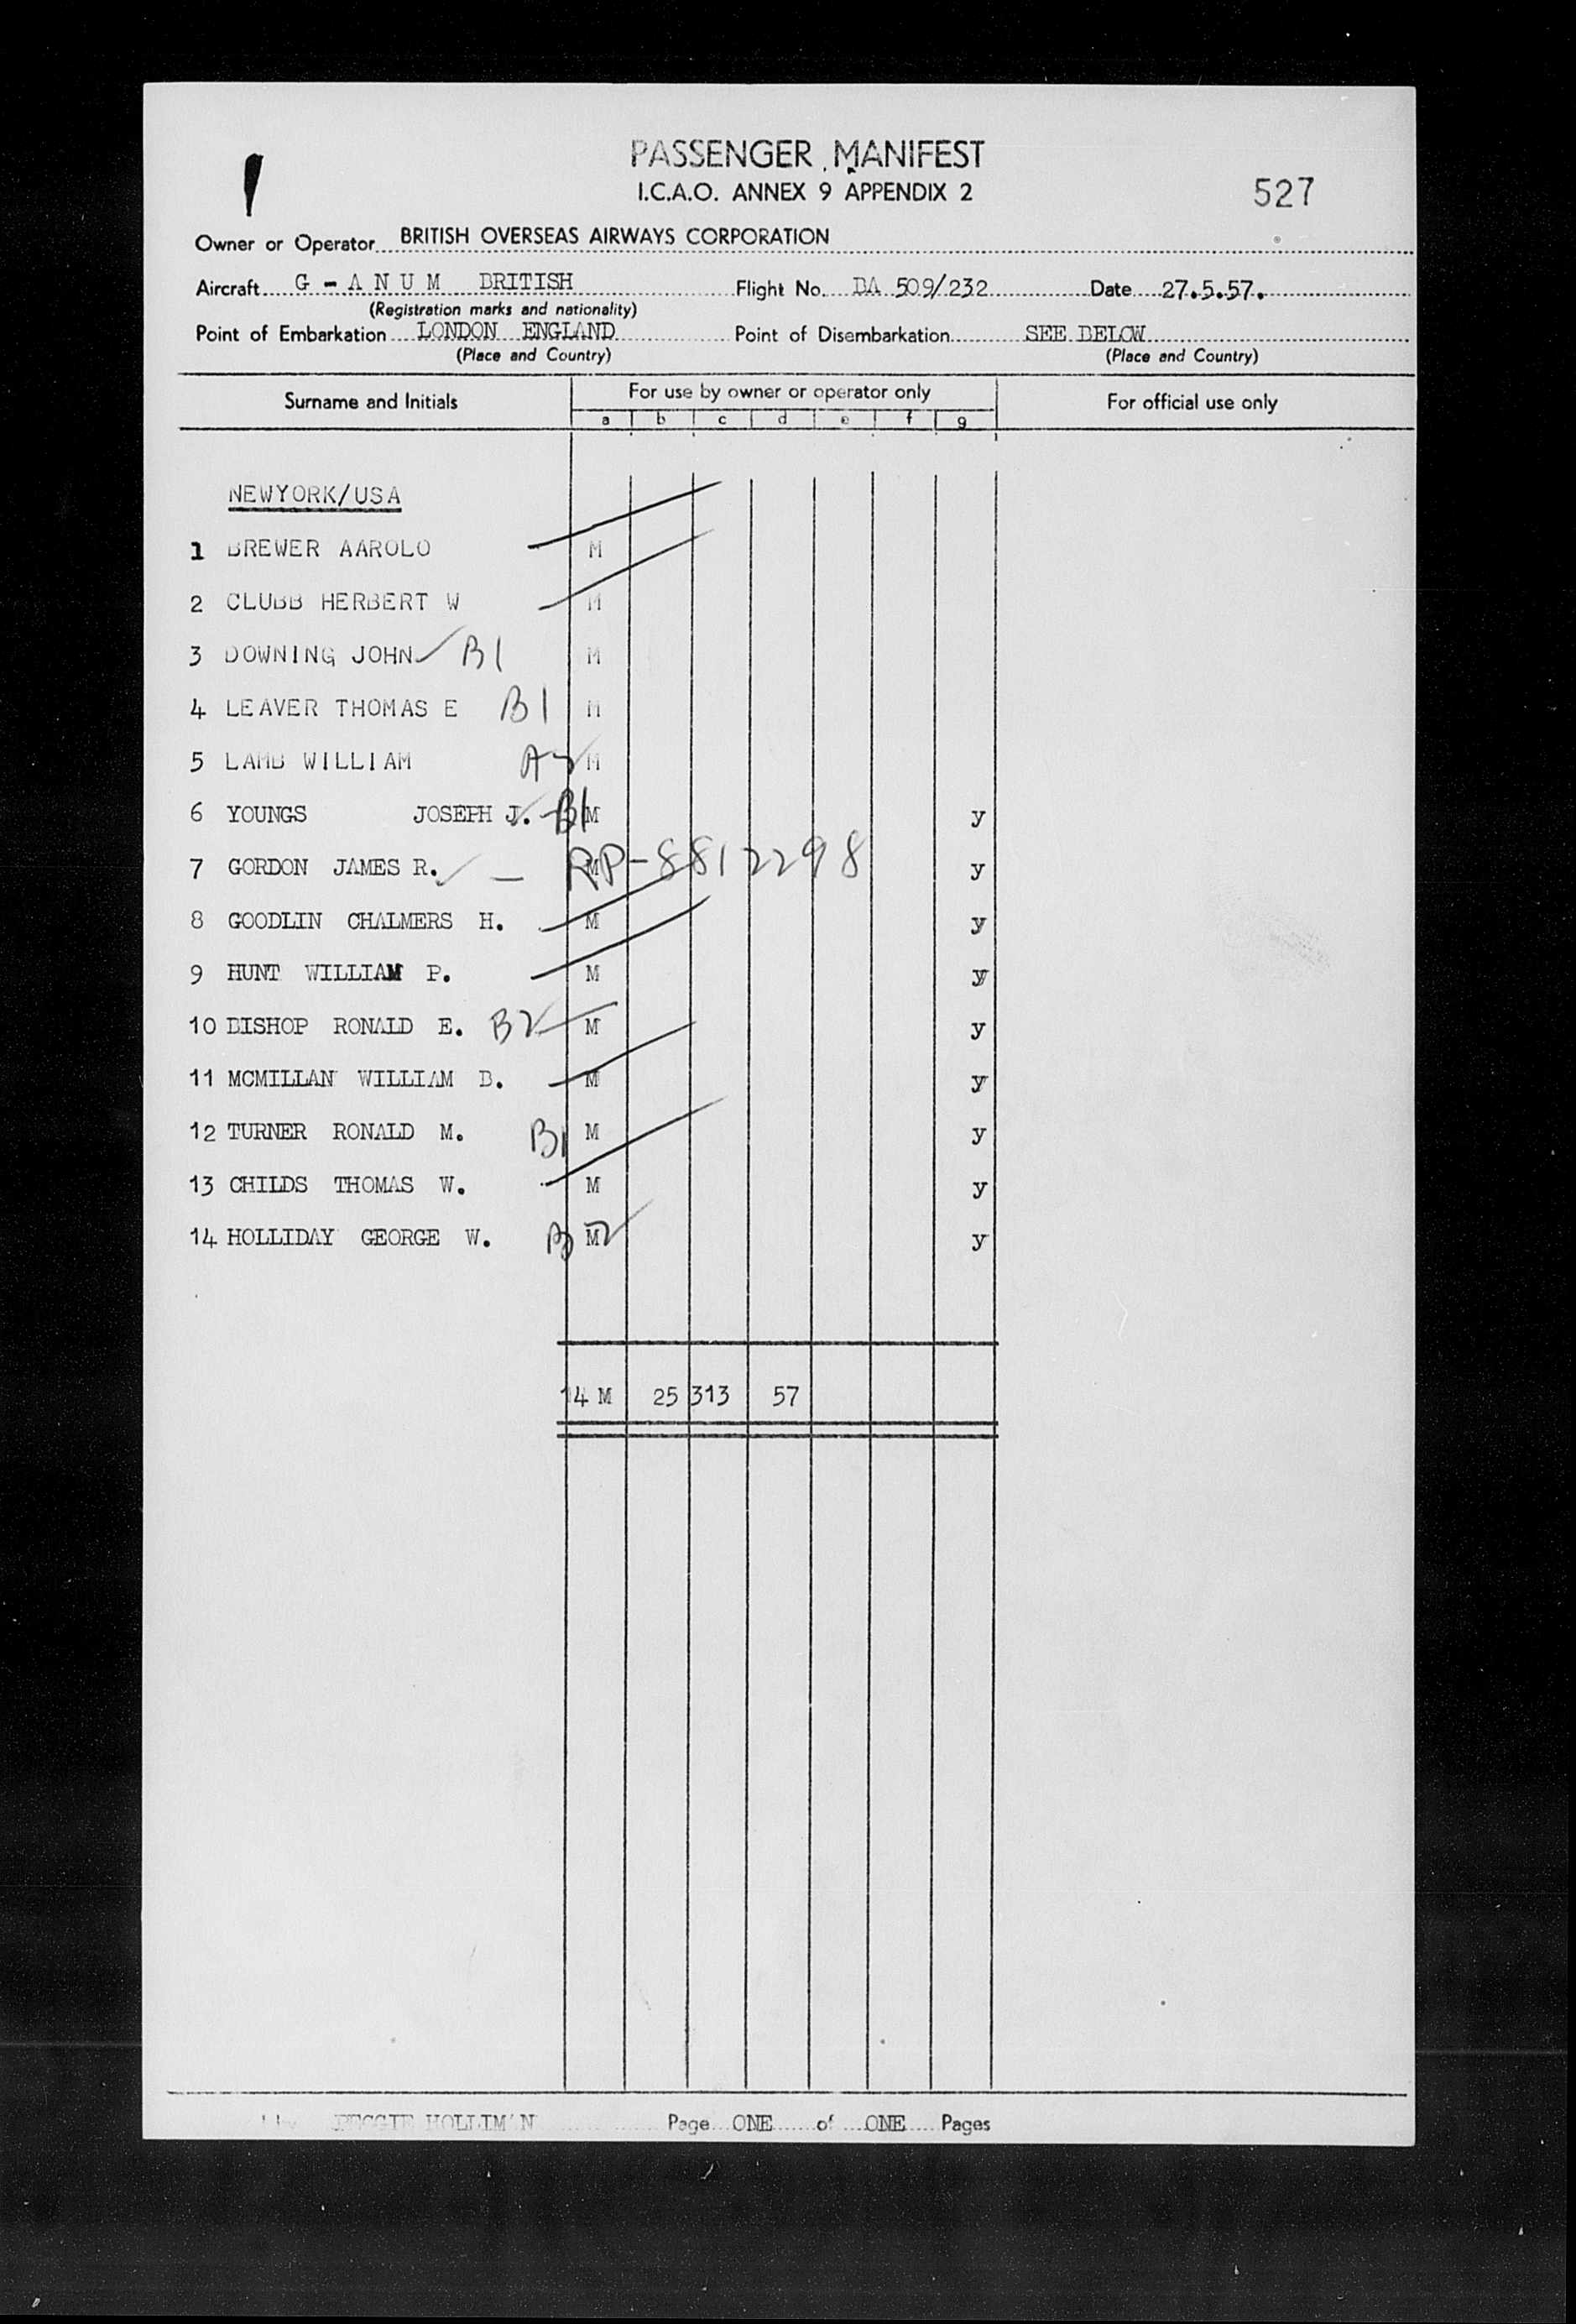 PASSENGER MANIFEST
I.C.A.O. ANNEX 9 APPENDIX 2
527
Owner or Operator BRITISH OVERSEAS AIRWAYS CORPORATION
Aircraft G - A N U M BRITISH Flight No. BA 509/232 Date 27.5.57.
(Registration marks and nationality)
Point of Embarkation LONDON ENGLAND Point of Disembarkation SEE BELOW
(Place and Country) (Place and Country)
Surname and Initials For use by owner or operator only For official use only
a b c d e f g
NEWYORK/USA
1 BREWER AAROLO M
2 CLUBB HERBERT W M
3 DOWNING JOHN B1 M
4 LEAVER THOMAS E B1 M
5 LAMB WILLIAM M
6 YOUNGS JOSEPH J. B1 M y
7 GORDON JAMES R. — M RP-8812298 y
8 GOODLIN CHALMERS H. M y
9 HUNT WILLIAM P. M y
10 BISHOP RONALD E. B2 M y
11 MCMILLAN WILLIAM B. M y
12 TURNER RONALD M. B1 M y
13 CHILDS THOMAS W. M y
14 HOLLIDAY GEORGE W. B2 M y
14 M 25 313 57
Page ONE of ONE Pages